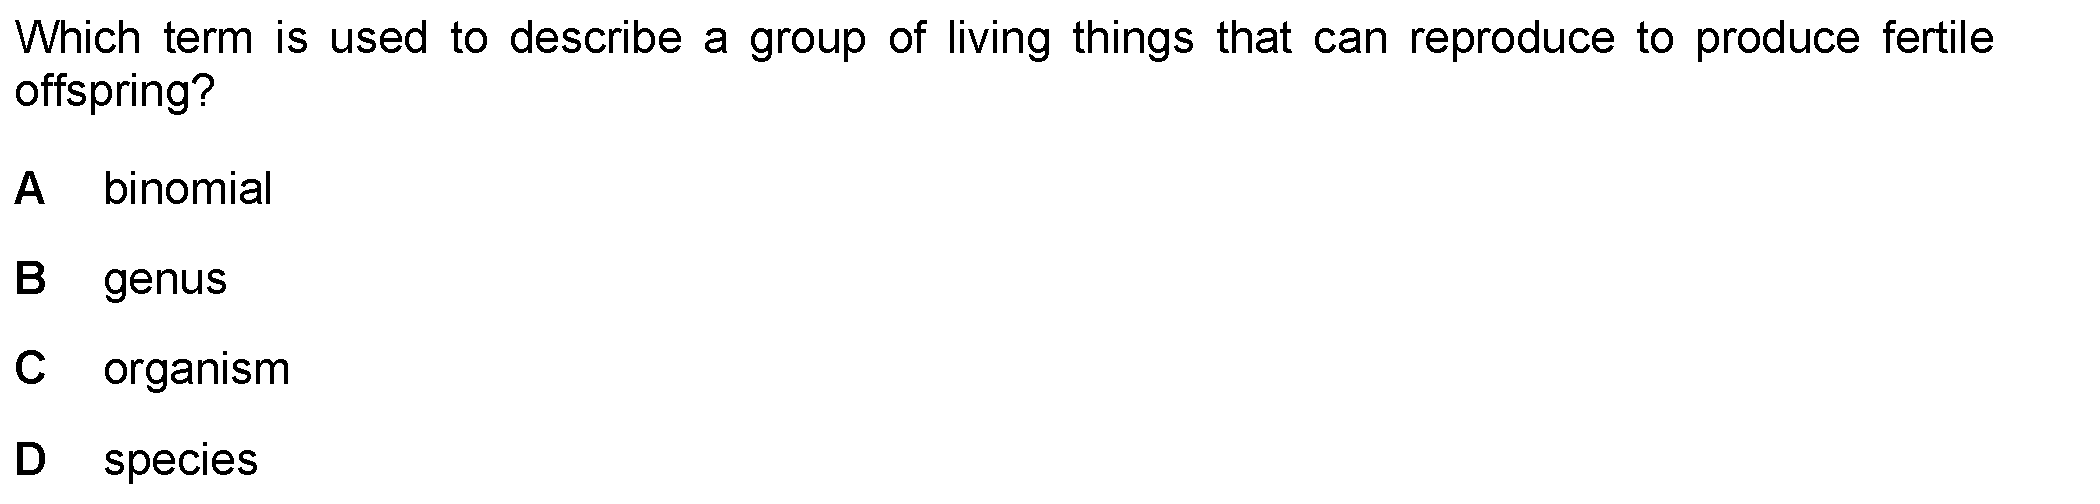 Which term is used to describe a group of living things that can reproduce to produce fertile
offspring?
A binomial
B genus
C organism
D species